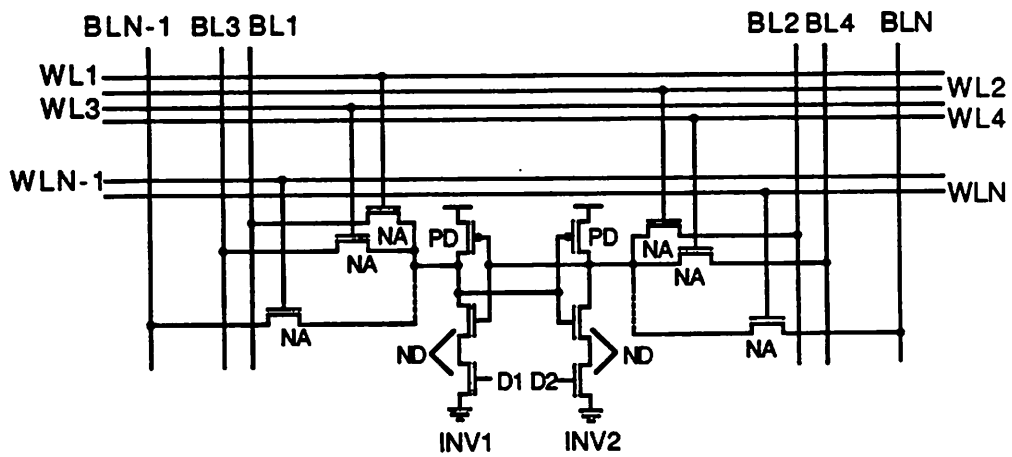 BLN-1 BL3 BL1 BL2 BL4 BLN
WL1
WL2
WL3
WL4
WLN-1
WLN
NA PD PD NA
NA NA
NA NA
ND ND
D1 D2
INV1 INV2